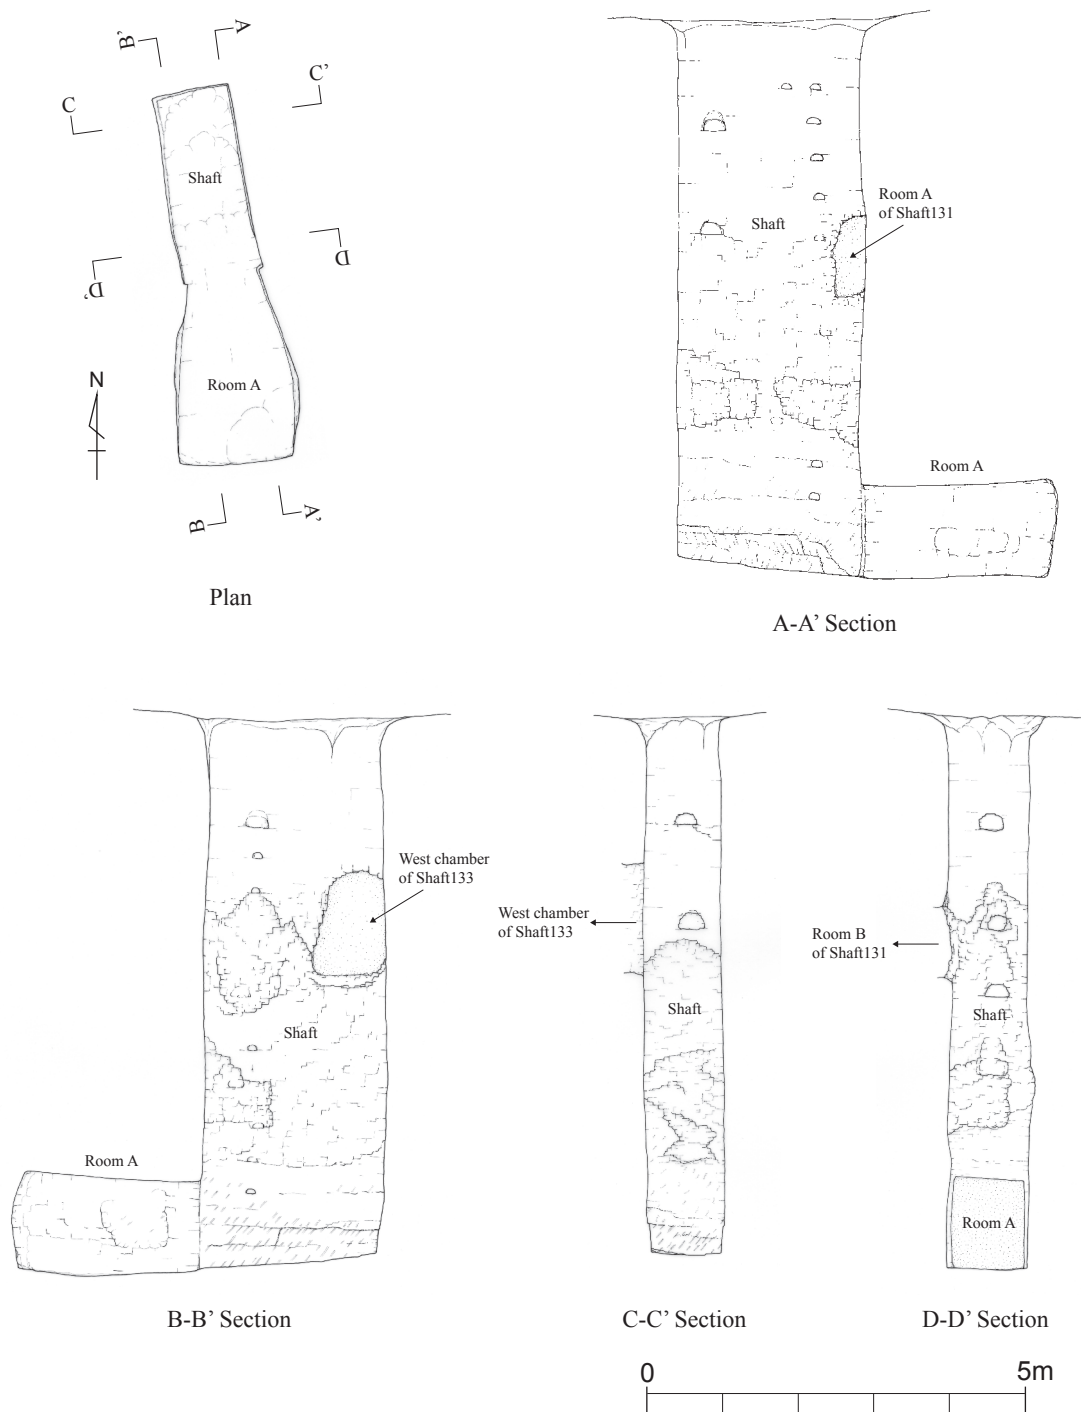 A
B’
C’
C
Shaft
D
D’
N
Room A
B
A’
Plan
Shaft
Room A
of Shaft131
Room A
A-A’ Section
West chamber
of Shaft133
Shaft
Room A
B-B’ Section
West chamber
of Shaft133
Shaft
C-C’ Section
Room B
of Shaft131
Shaft
Room A
D-D’ Section
0
5m